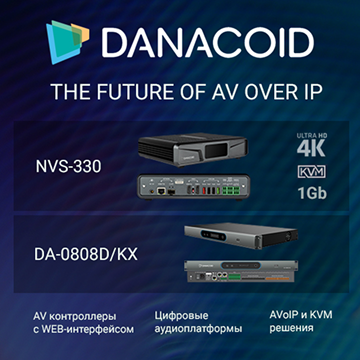 DANACOID
THE FUTURE OF AV OVER IP
NVS-330
ULTRA HD
4K
KVM
1Gb
DA-0808D/KX
AV контроллеры
с WEB-интерфейсом
Цифровые
аудиоплатформы
AVoIP и KVM
решения